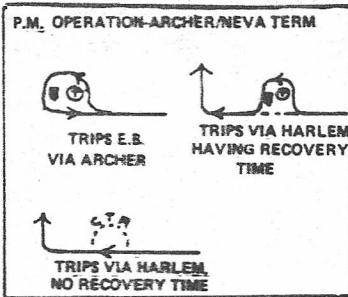 P.M. OPERATION-ARCHER/NEVA TERM
T
T
TRIPS E.B.
VIA ARCHER
TRIPS VIA HARLEM
HAVING RECOVERY
TIME
TRIPS VIA HARLEM,
NO RECOVERY TIME